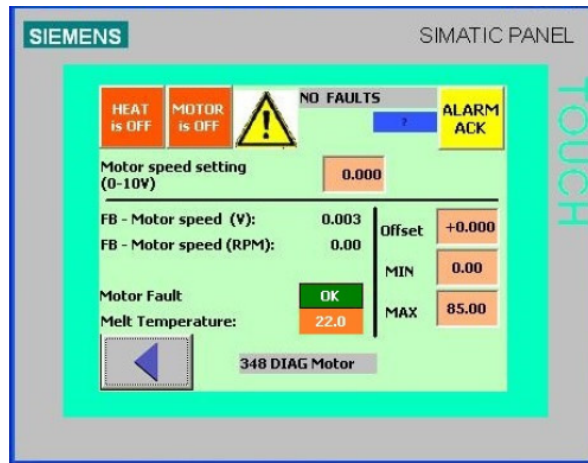 SIEMENS
SIMATIC PANEL
TOUCH
HEAT
is OFF
MOTOR
is OFF
!
NO FAULTS
?
ALARM
ACK
Motor speed setting
(0-10V)
0.000
FB - Motor speed (V):
0.003
FB - Motor speed (RPM):
0.00
Offset
+0.000
MIN
0.00
MAX
85.00
Motor Fault
OK
Melt Temperature:
22.0
348 DIAG Motor